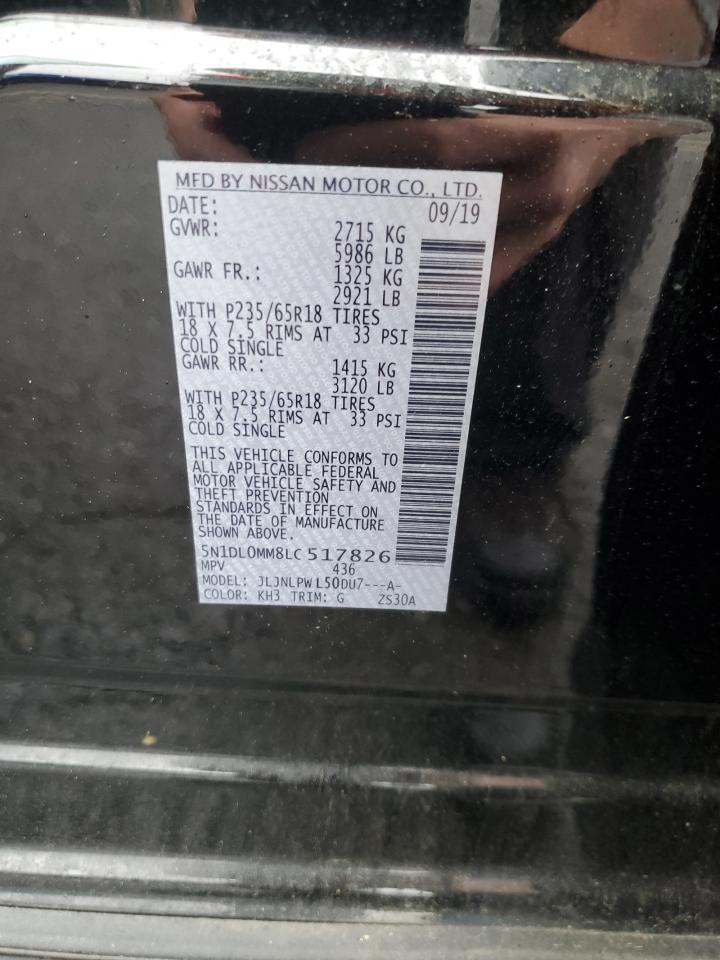 MFD BY NISSAN MOTOR CO., LTD.
DATE: 09/19
GVWR: 2715 KG
5986 LB
GAWR FR.: 1325 KG
2921 LB
WITH P235/65R18 TIRES
18 X 7.5 RIMS AT 33 PSI
COLD SINGLE
GAWR RR.: 1415 KG
3120 LB
WITH P235/65R18 TIRES
18 X 7.5 RIMS AT 33 PSI
COLD SINGLE
THIS VEHICLE CONFORMS TO
ALL APPLICABLE FEDERAL
MOTOR VEHICLE SAFETY AND
THEFT PREVENTION
STANDARDS IN EFFECT ON
THE DATE OF MANUFACTURE
SHOWN ABOVE.
5N1DL0MM8LC517826
MPV 436
MODEL: JLJNLPWL50DU7---A-
COLOR: KH3 TRIM: G ZS30A